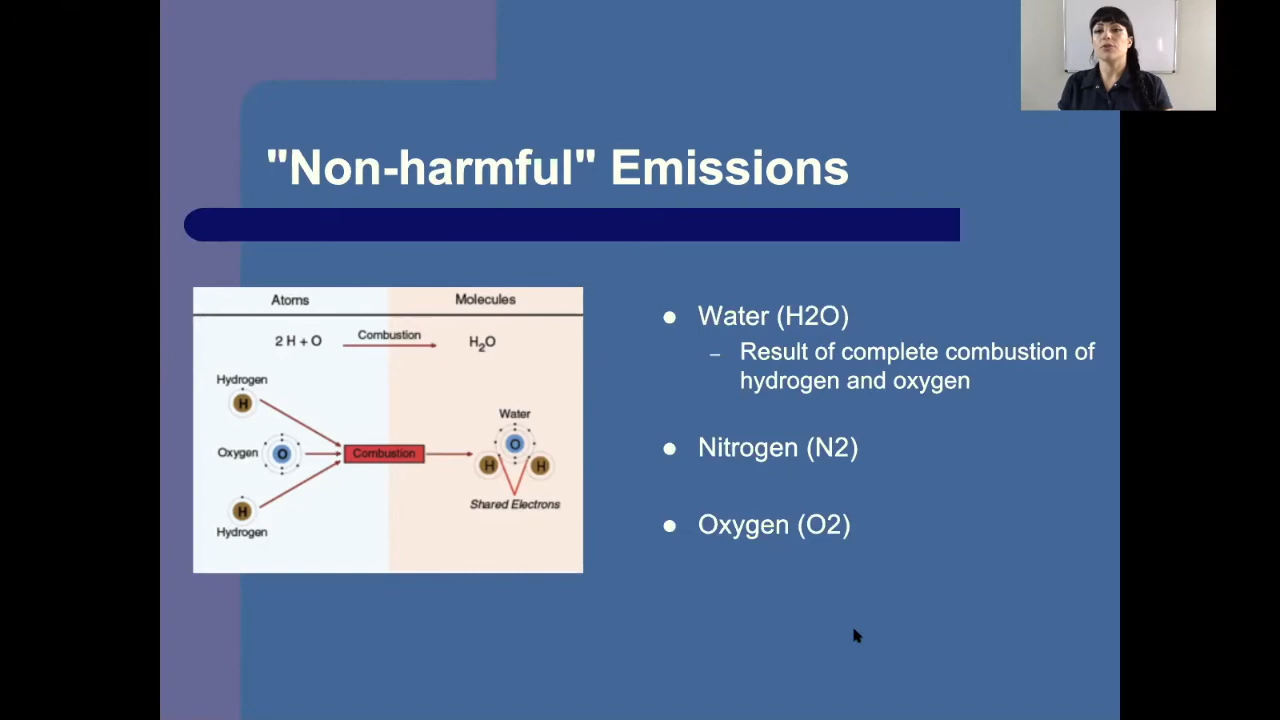 "Non-harmful" Emissions
Atoms
Molecules
2 H + O
Combustion
H2O
Hydrogen
H
Oxygen
O
Combustion
Water
O
H
H
H
Hydrogen
Shared Electrons
Water (H2O)
Result of complete combustion of
hydrogen and oxygen
Nitrogen (N2)
Oxygen (O2)